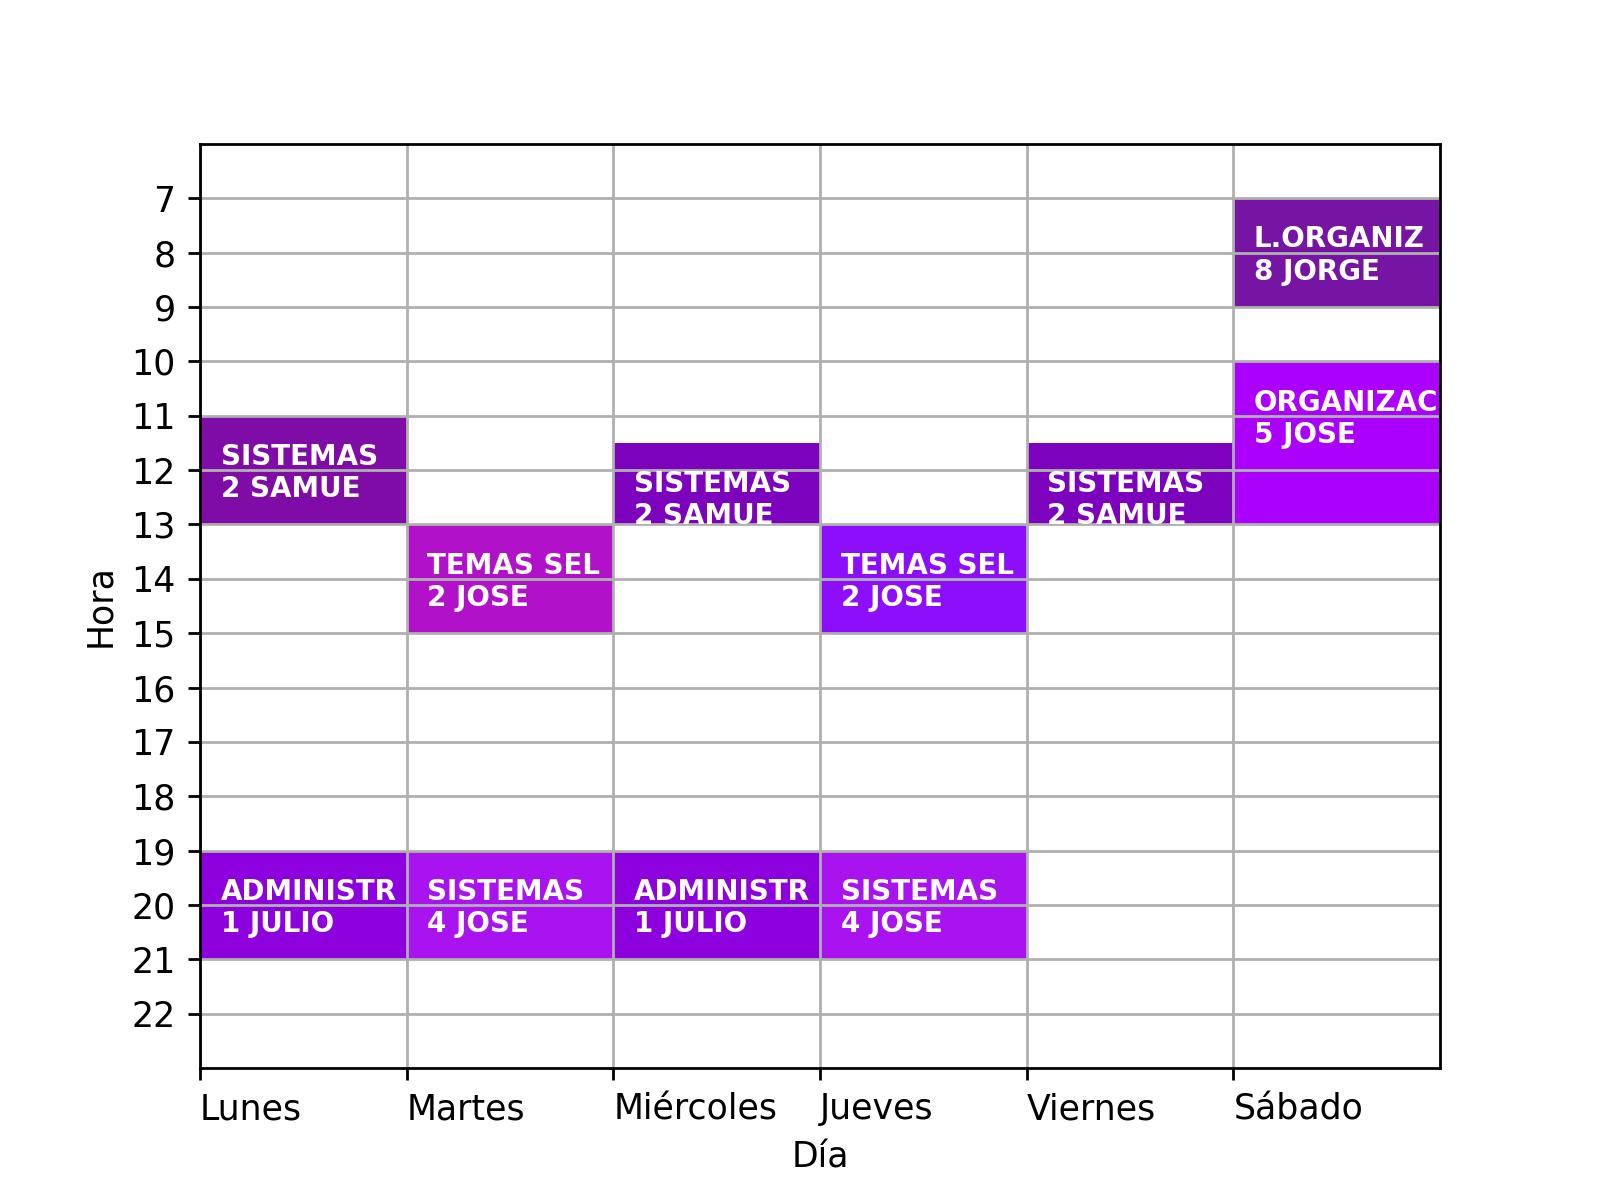 7
8
9
10
11
12
13
14
15
16
17
18
19
20
21
22
Hora
L.ORGANIZ
8 JORGE
ORGANIZAC
5 JOSE
SISTEMAS
2 SAMUE
SISTEMAS
2 SAMUE
SISTEMAS
2 SAMUE
TEMAS SEL
2 JOSE
TEMAS SEL
2 JOSE
ADMINISTR
1 JULIO
SISTEMAS
4 JOSE
ADMINISTR
1 JULIO
SISTEMAS
4 JOSE
Lunes Martes Miércoles Jueves Viernes Sábado
Día